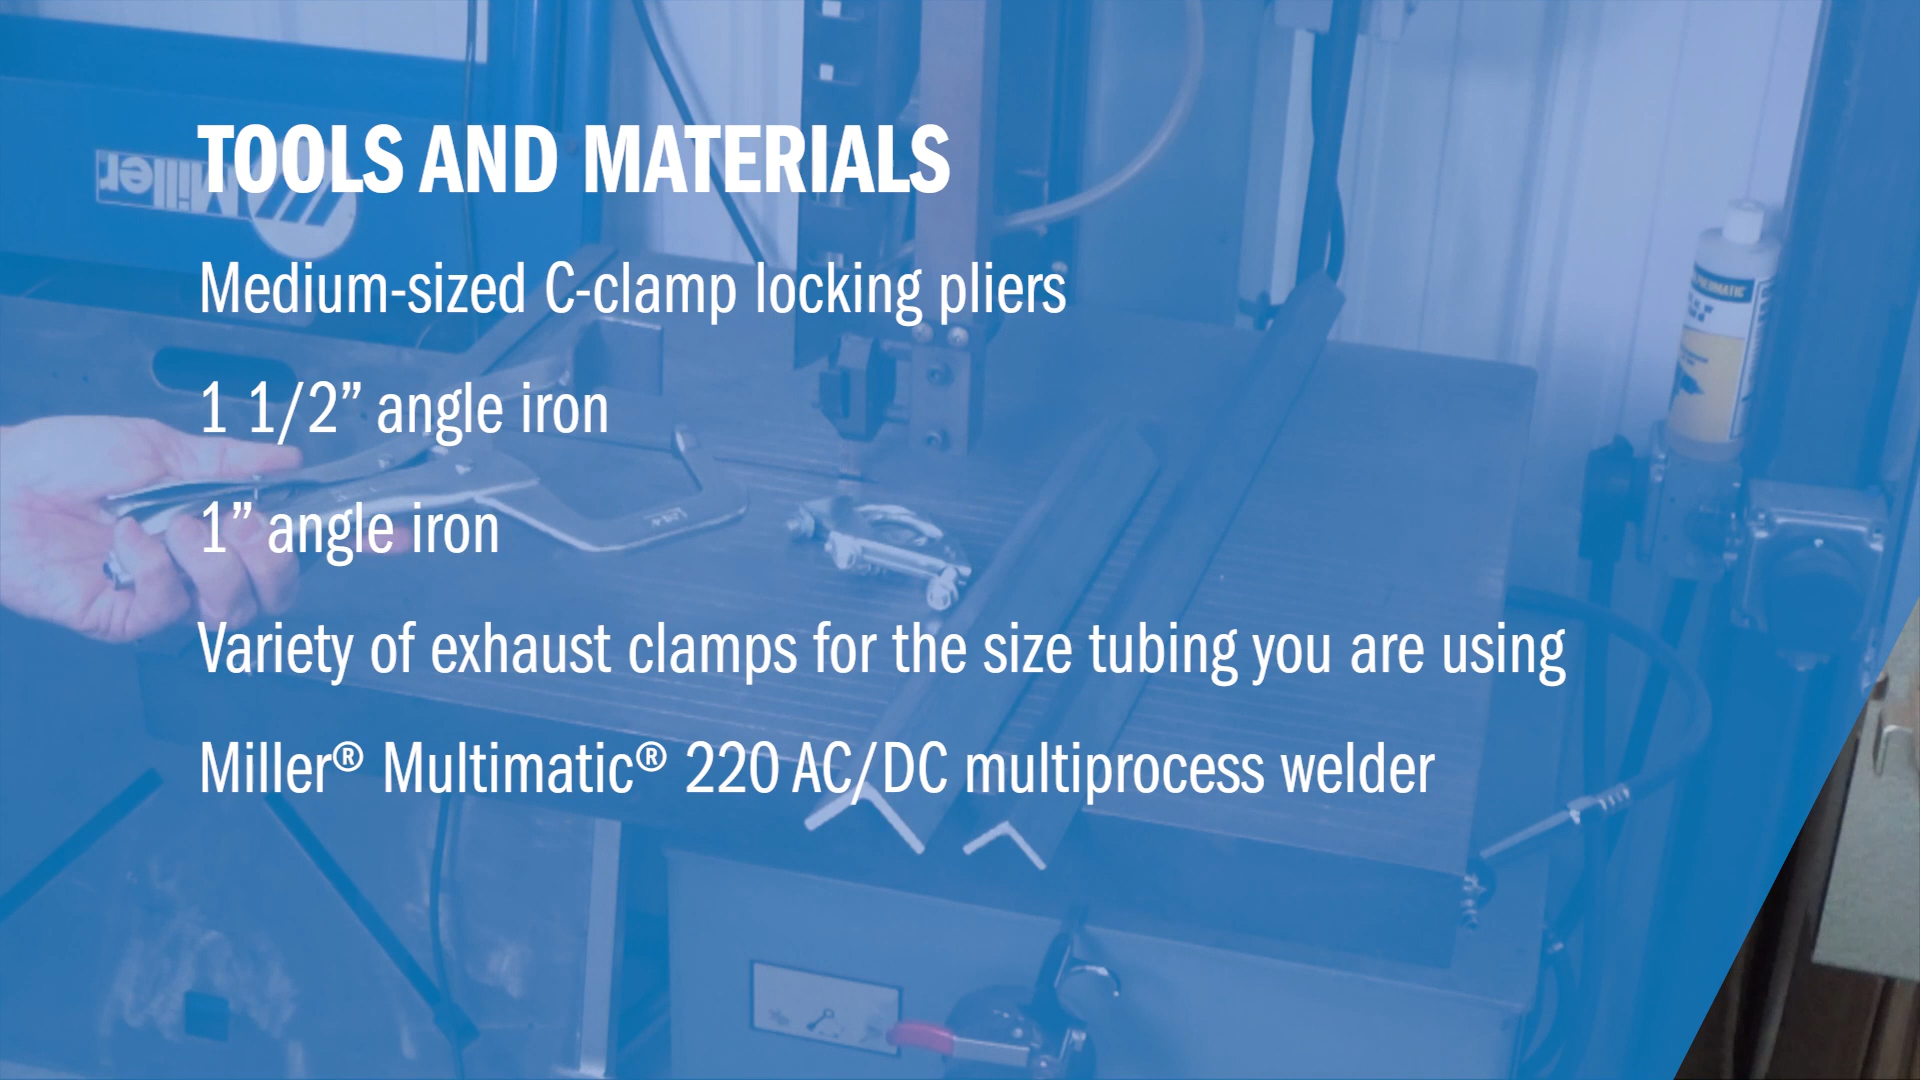 TOOLS AND MATERIALS
Miller
Medium-sized C-clamp locking pliers
1 1/2” angle iron
1” angle iron
Variety of exhaust clamps for the size tubing you are using
Miller® Multimatic® 220 AC/DC multiprocess welder